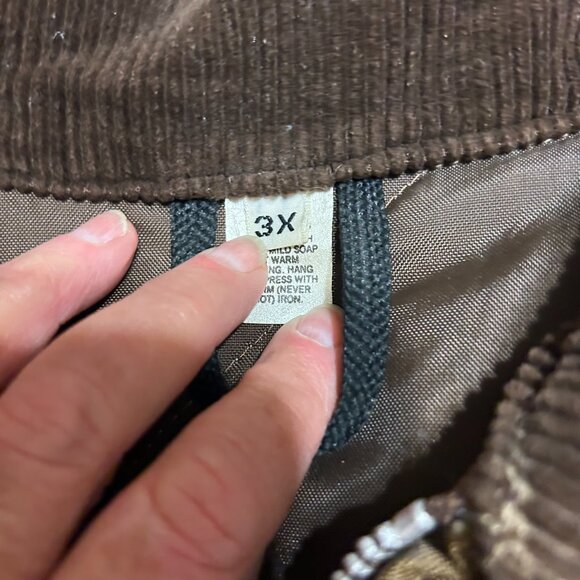 3X
MILD SOAP
WARM
HANG
PRESS WITH
(NEVER
IRON.